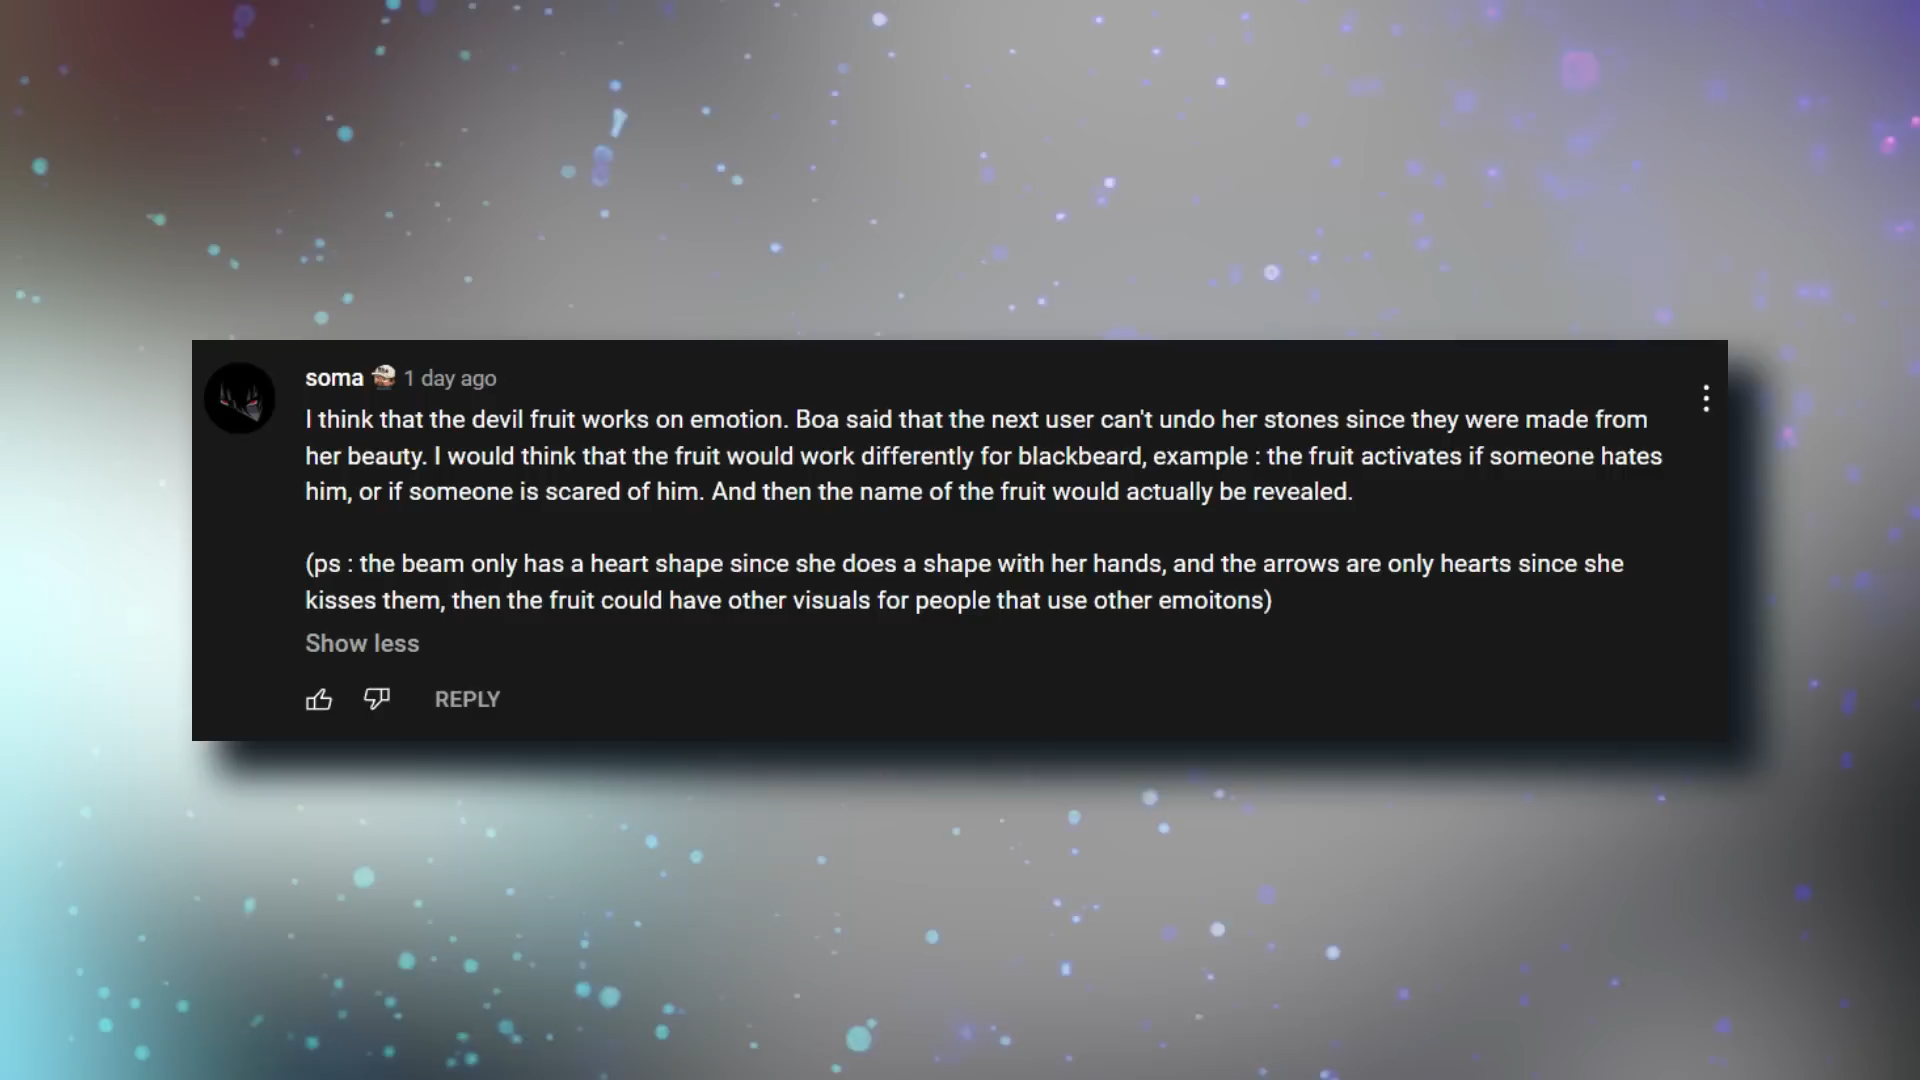 soma 1 day ago
I think that the devil fruit works on emotion. Boa said that the next user can't undo her stones since they were made from
her beauty. I would think that the fruit would work differently for blackbeard, example : the fruit activates if someone hates
him, or if someone is scared of him. And then the name of the fruit would actually be revealed.
(ps : the beam only has a heart shape since she does a shape with her hands, and the arrows are only hearts since she
kisses them, then the fruit could have other visuals for people that use other emoitons)
Show less
REPLY